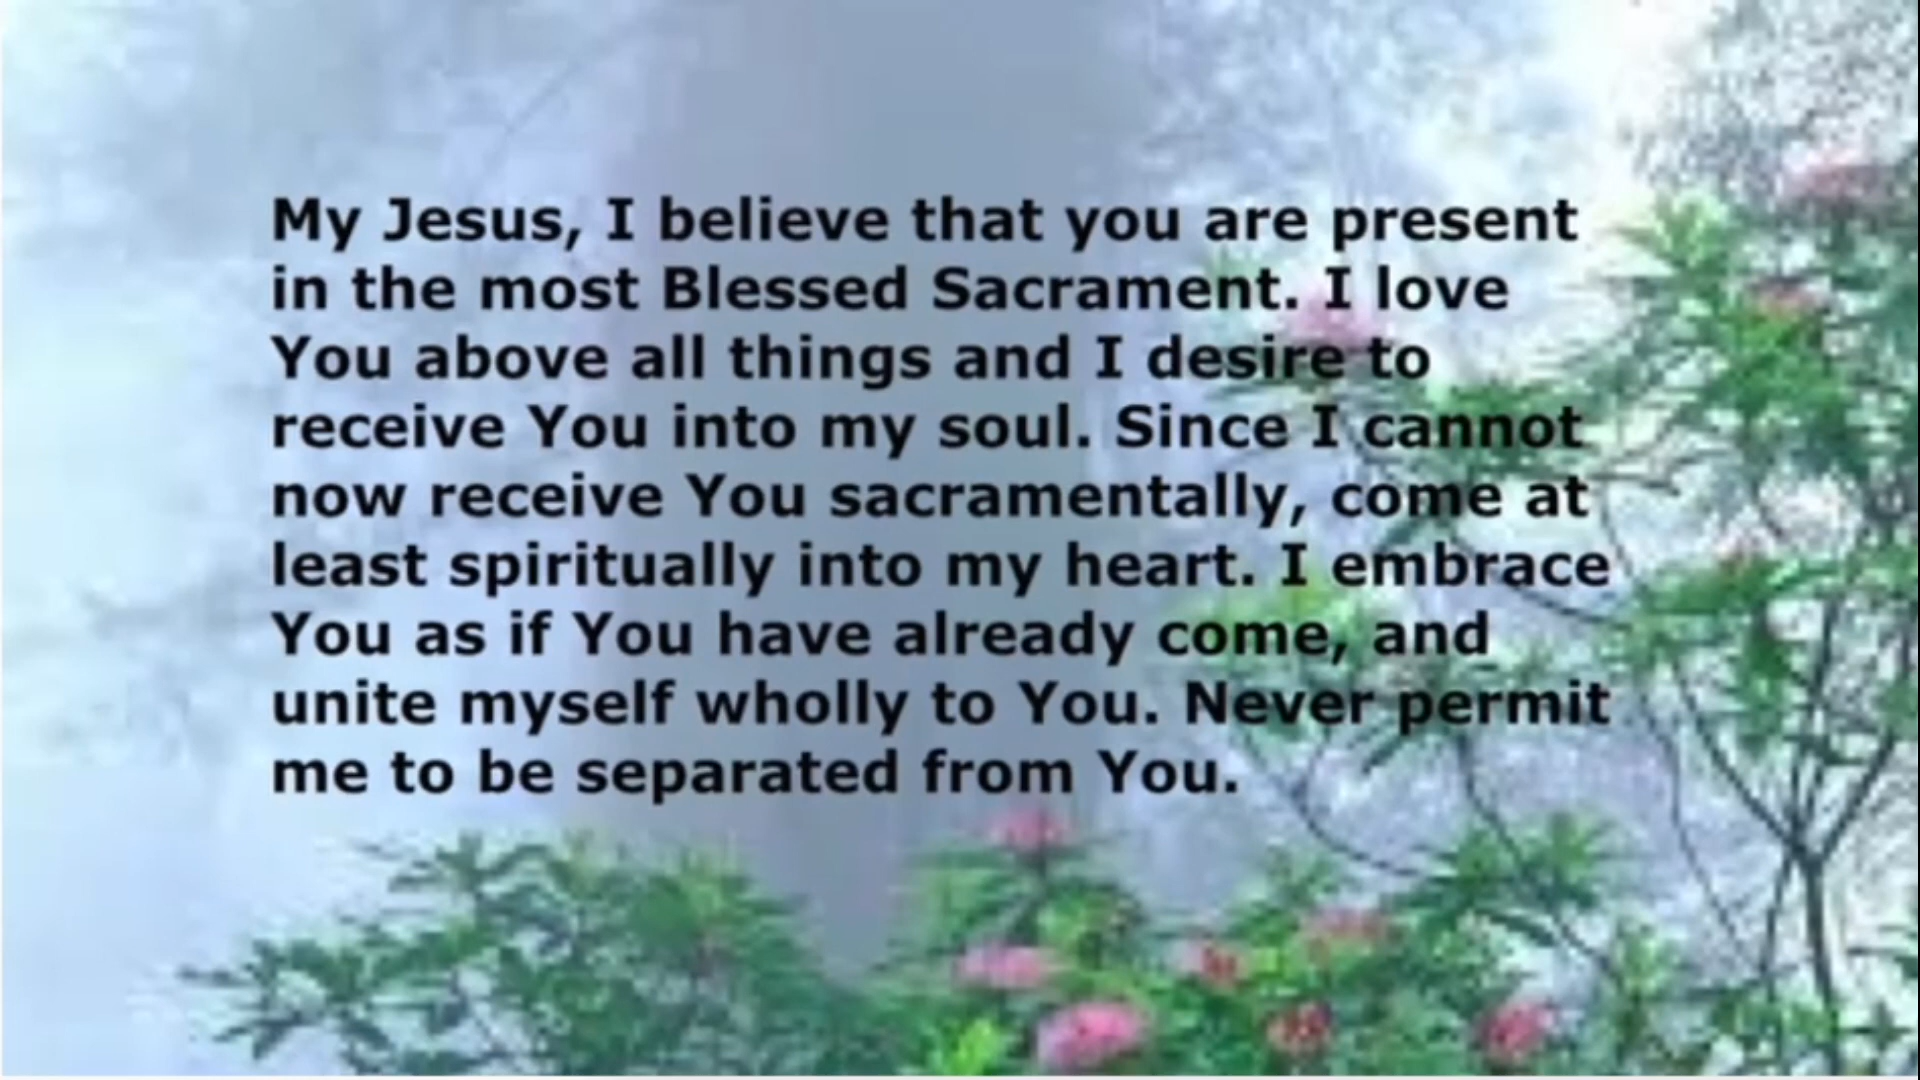 My Jesus, I believe that you are present
in the most Blessed Sacrament. I love
You above all things and I desire to
receive You into my soul. Since I cannot
now receive You sacramentally, come at
least spiritually into my heart. I embrace
You as if You have already come, and
unite myself wholly to You. Never permit
me to be separated from You.